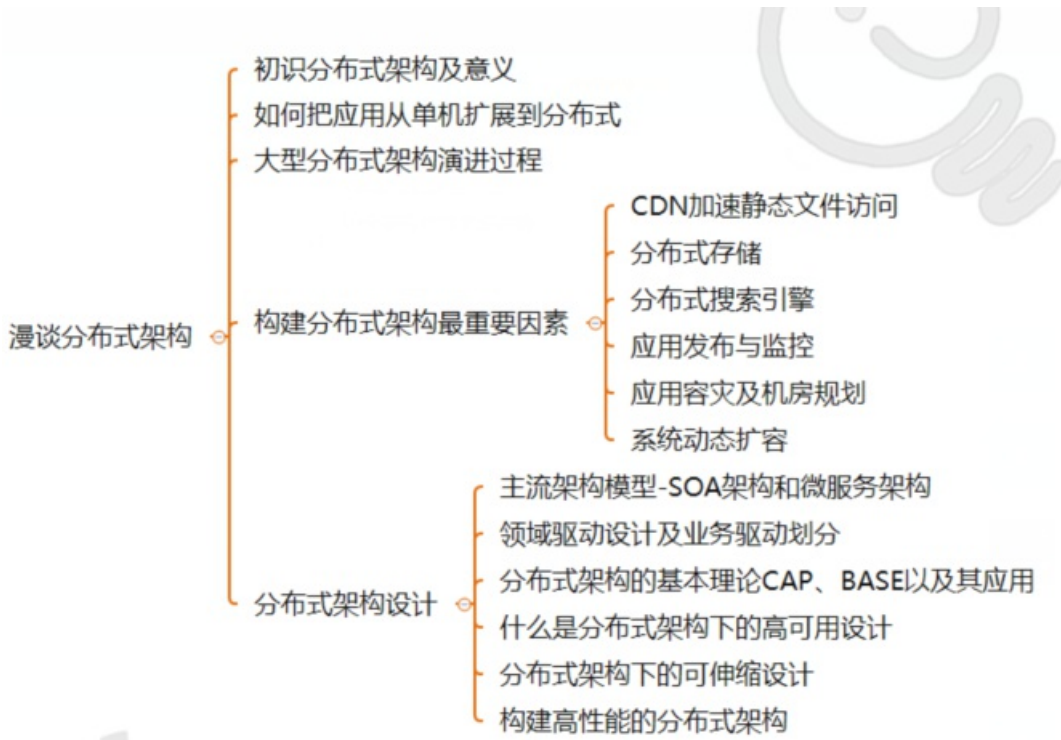 初识分布式架构及意义
如何把应用从单机扩展到分布式
大型分布式架构演进过程
漫谈分布式架构
构建分布式架构最重要因素
CDN加速静态文件访问
分布式存储
分布式搜索引擎
应用发布与监控
应用容灾及机房规划
系统动态扩容
分布式架构设计
主流架构模型-SOA架构和微服务架构
领域驱动设计及业务驱动划分
分布式架构的基本理论CAP、BASE以及其应用
什么是分布式架构下的高可用设计
分布式架构下的可伸缩设计
构建高性能的分布式架构